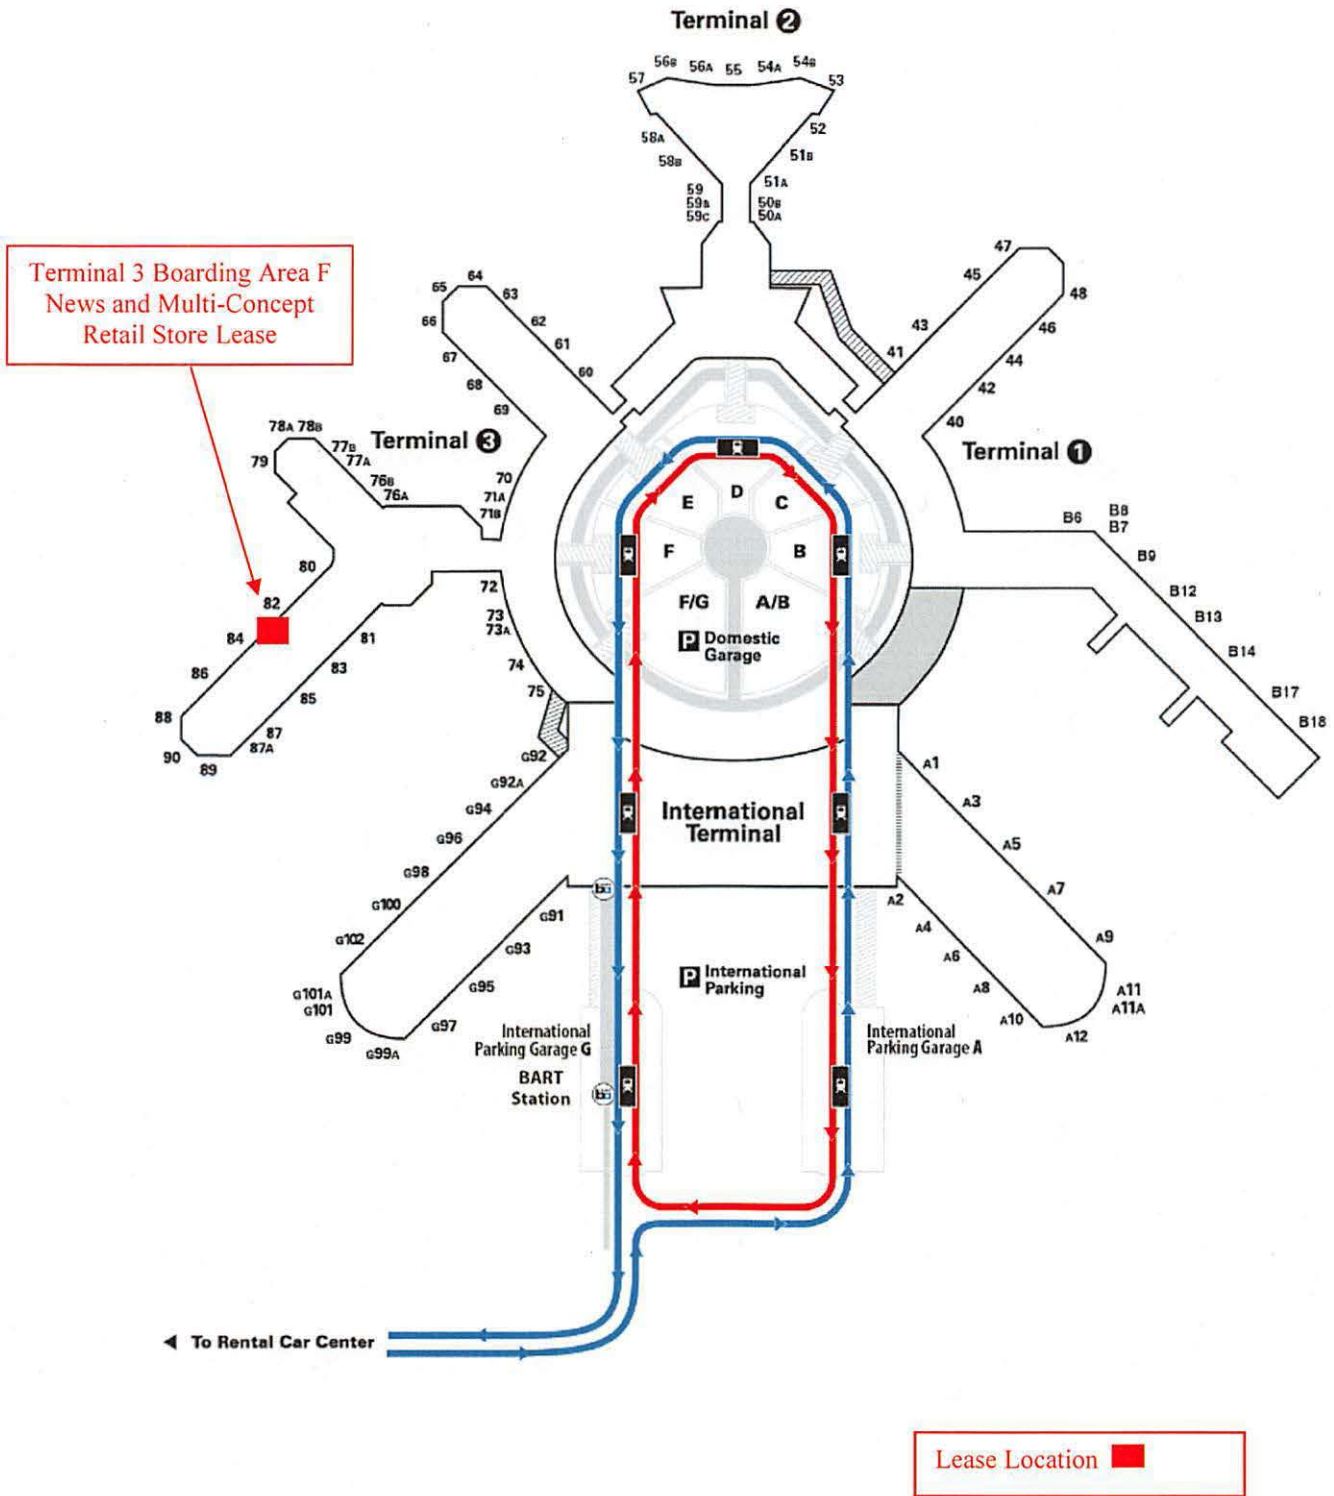 Terminal 2
56B
56A
55
54A
54B
57
53
58A
52
58B
51B
59
51A
59B
50B
59C
50A
Terminal 3 Boarding Area F
News and Multi-Concept
Retail Store Lease
65
64
63
66
62
67
61
68
60
69
47
45
48
43
46
41
44
42
40
78A 78B
77B
77A
79
76B
76A
Terminal 3
70
71A
71B
Terminal 1
B6
B8
B7
B9
B12
B13
B14
B17
B18
E
D
C
F
B
F/G
A/B
P Domestic
Garage
80
82
84
86
88
90
89
87A
87
85
83
81
72
73
73A
74
75
G92
G92A
G94
G96
G98
G100
G102
G101A
G101
G99
G99A
G97
G95
G93
G91
International
Terminal
A1
A3
A5
A7
A9
A2
A4
A6
A8
A10
A11
A11A
A12
P International
Parking
International
Parking Garage G
International
Parking Garage A
BART
Station
To Rental Car Center
Lease Location